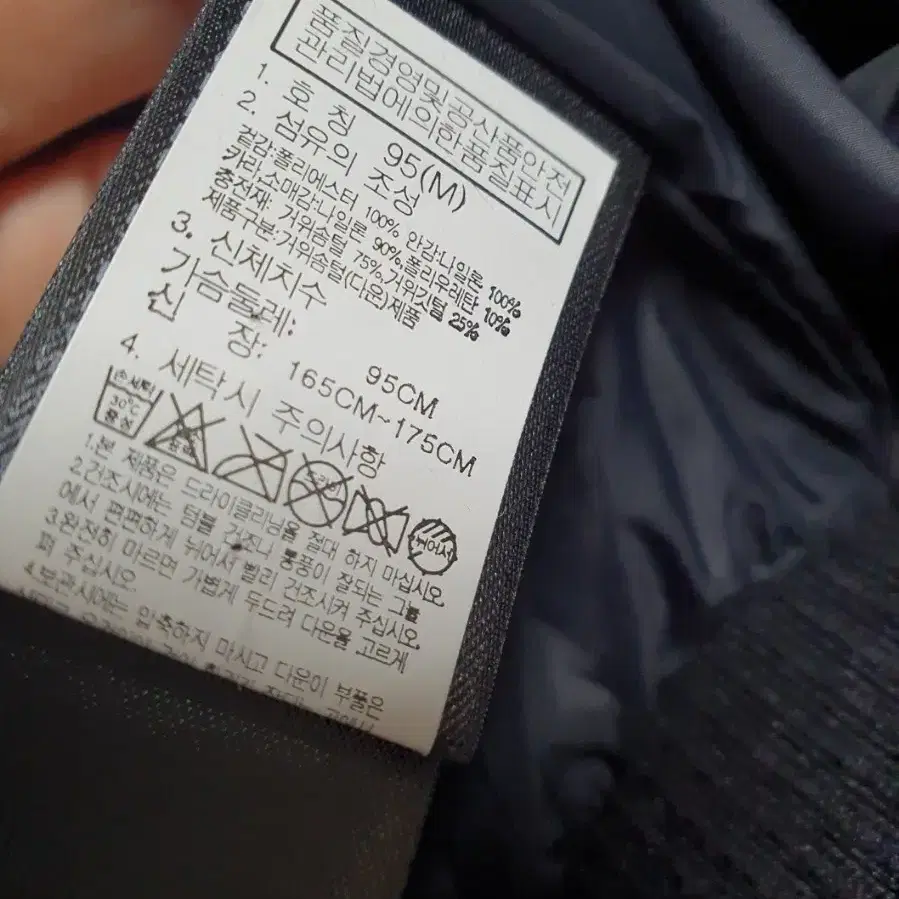 품질경영및공산품안전
관리법에의한품질표시
1. 호 칭 95(M)
2. 섬유의 조성
겉감:폴리에스터 100% 안감:나일론 100%
카라,소매감:나일론 90%,폴리우레탄 10%
충전재: 거위솜털 75%,거위깃털 25%
제품구분:거위솜털(다운)제품
3. 신체치수
가슴둘레: 95CM
신 장: 165CM~175CM
4. 세탁시 주의사항
손세탁
30℃
중성
염소
드라이
뉘어서
1.본 제품은 드라이클리닝을 절대 하지 마십시오
2.건조시에는 텀블 건조나 통풍이 잘되는 그늘
에서 편편하게 뉘어서 빨리 건조시켜 주십시오.
3.완전히 마르면 가볍게 두드려 다운을 고르게
펴 주십시오
4.보관시에는 압축하지 마시고 다운이 부풀은